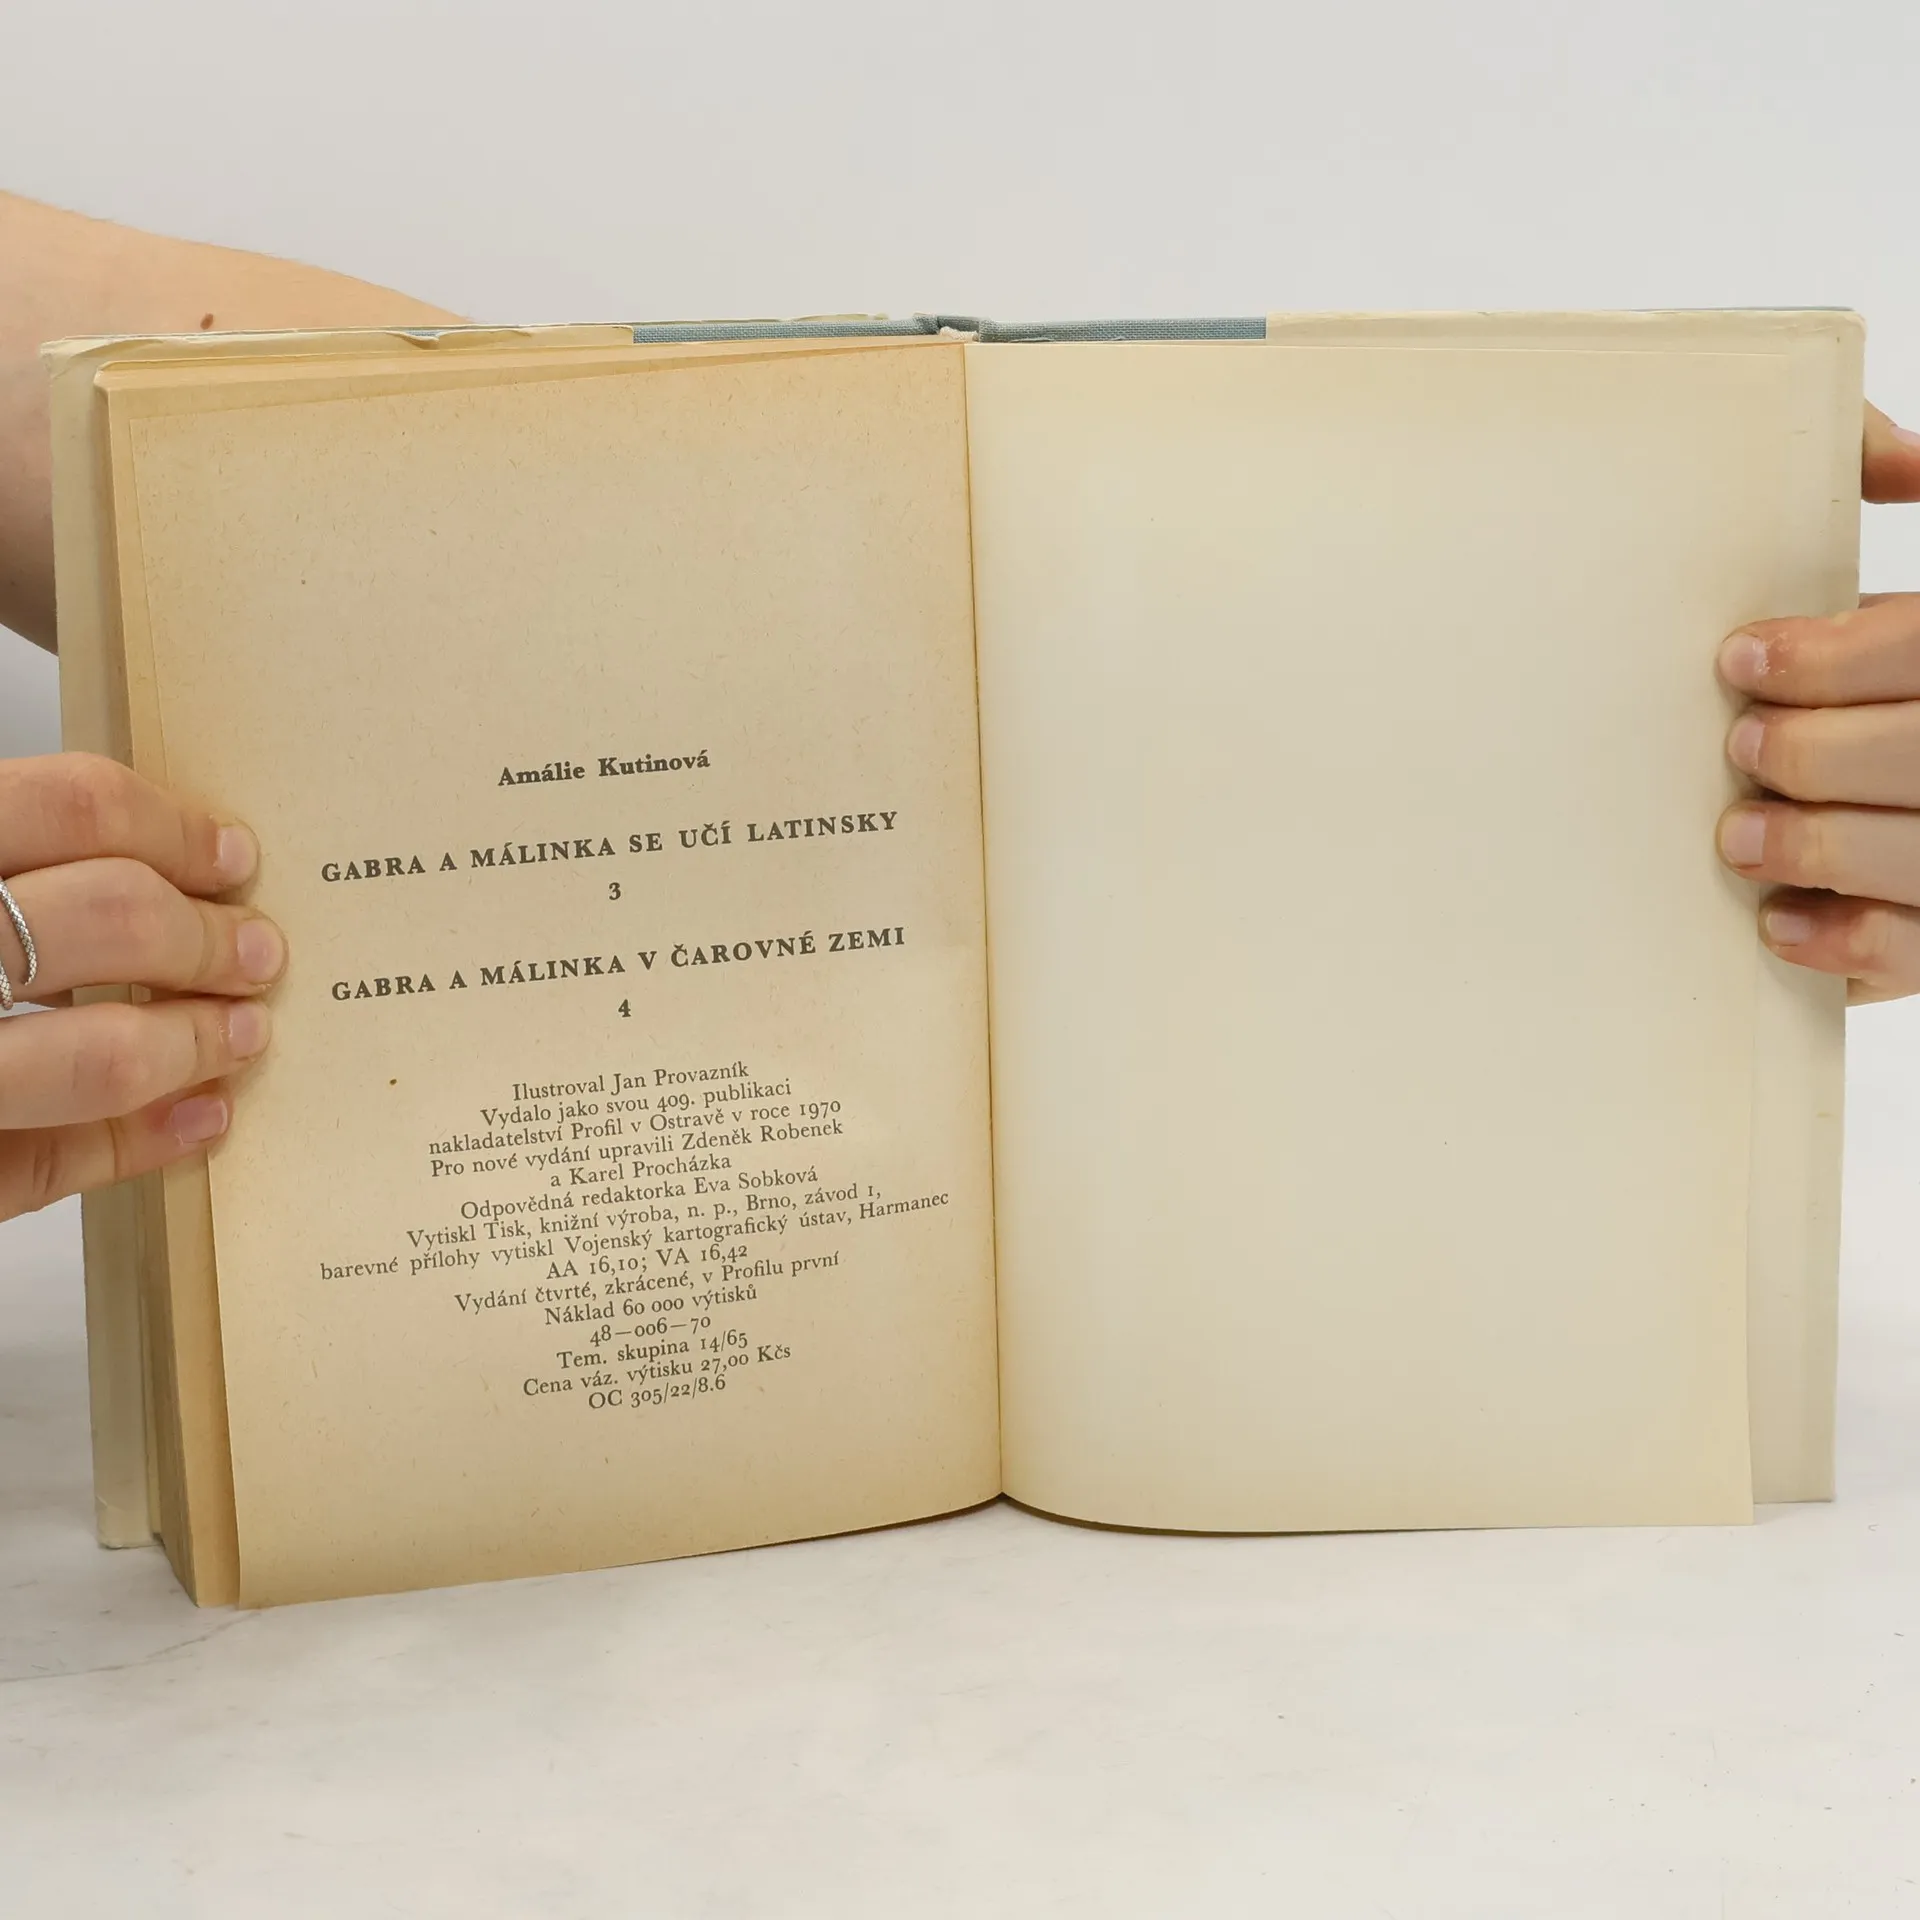 Amálie Kutinová
GABRA A MÁLINKA SE UČÍ LATINSKY
3
GABRA A MÁLINKA V ČAROVNÉ ZEMI
4
Ilustroval Jan Provazník
Vydalo jako svou 409. publikaci
nakladatelství Profil v Ostravě v roce 1970
Pro nové vydání upravili Zdeněk Robenek
a Karel Procházka
Odpovědná redaktorka Eva Sobková
Vytiskl Tisk, knižní výroba, n. p., Brno, závod 1,
barevné přílohy vytiskl Vojenský kartografický ústav, Harmanec
AA 16,10; VA 16,42
Vydání čtvrté, zkrácené, v Profilu první
Náklad 60 000 výtisků
48—006—70
Tem. skupina 14/65
Cena váz. výtisku 27,00 Kčs
OC 305/22/8.6